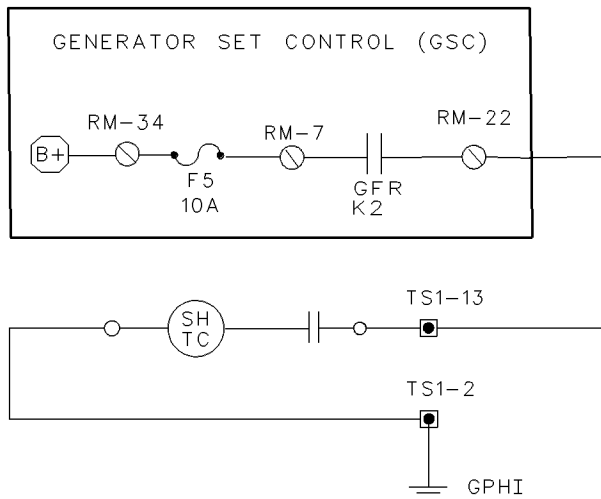 GENERATOR SET CONTROL (GSC)
RM-34
RM-7
RM-22
B+
F5
10A
GFR
K2
TS1-13
SH
TC
TS1-2
GPHI